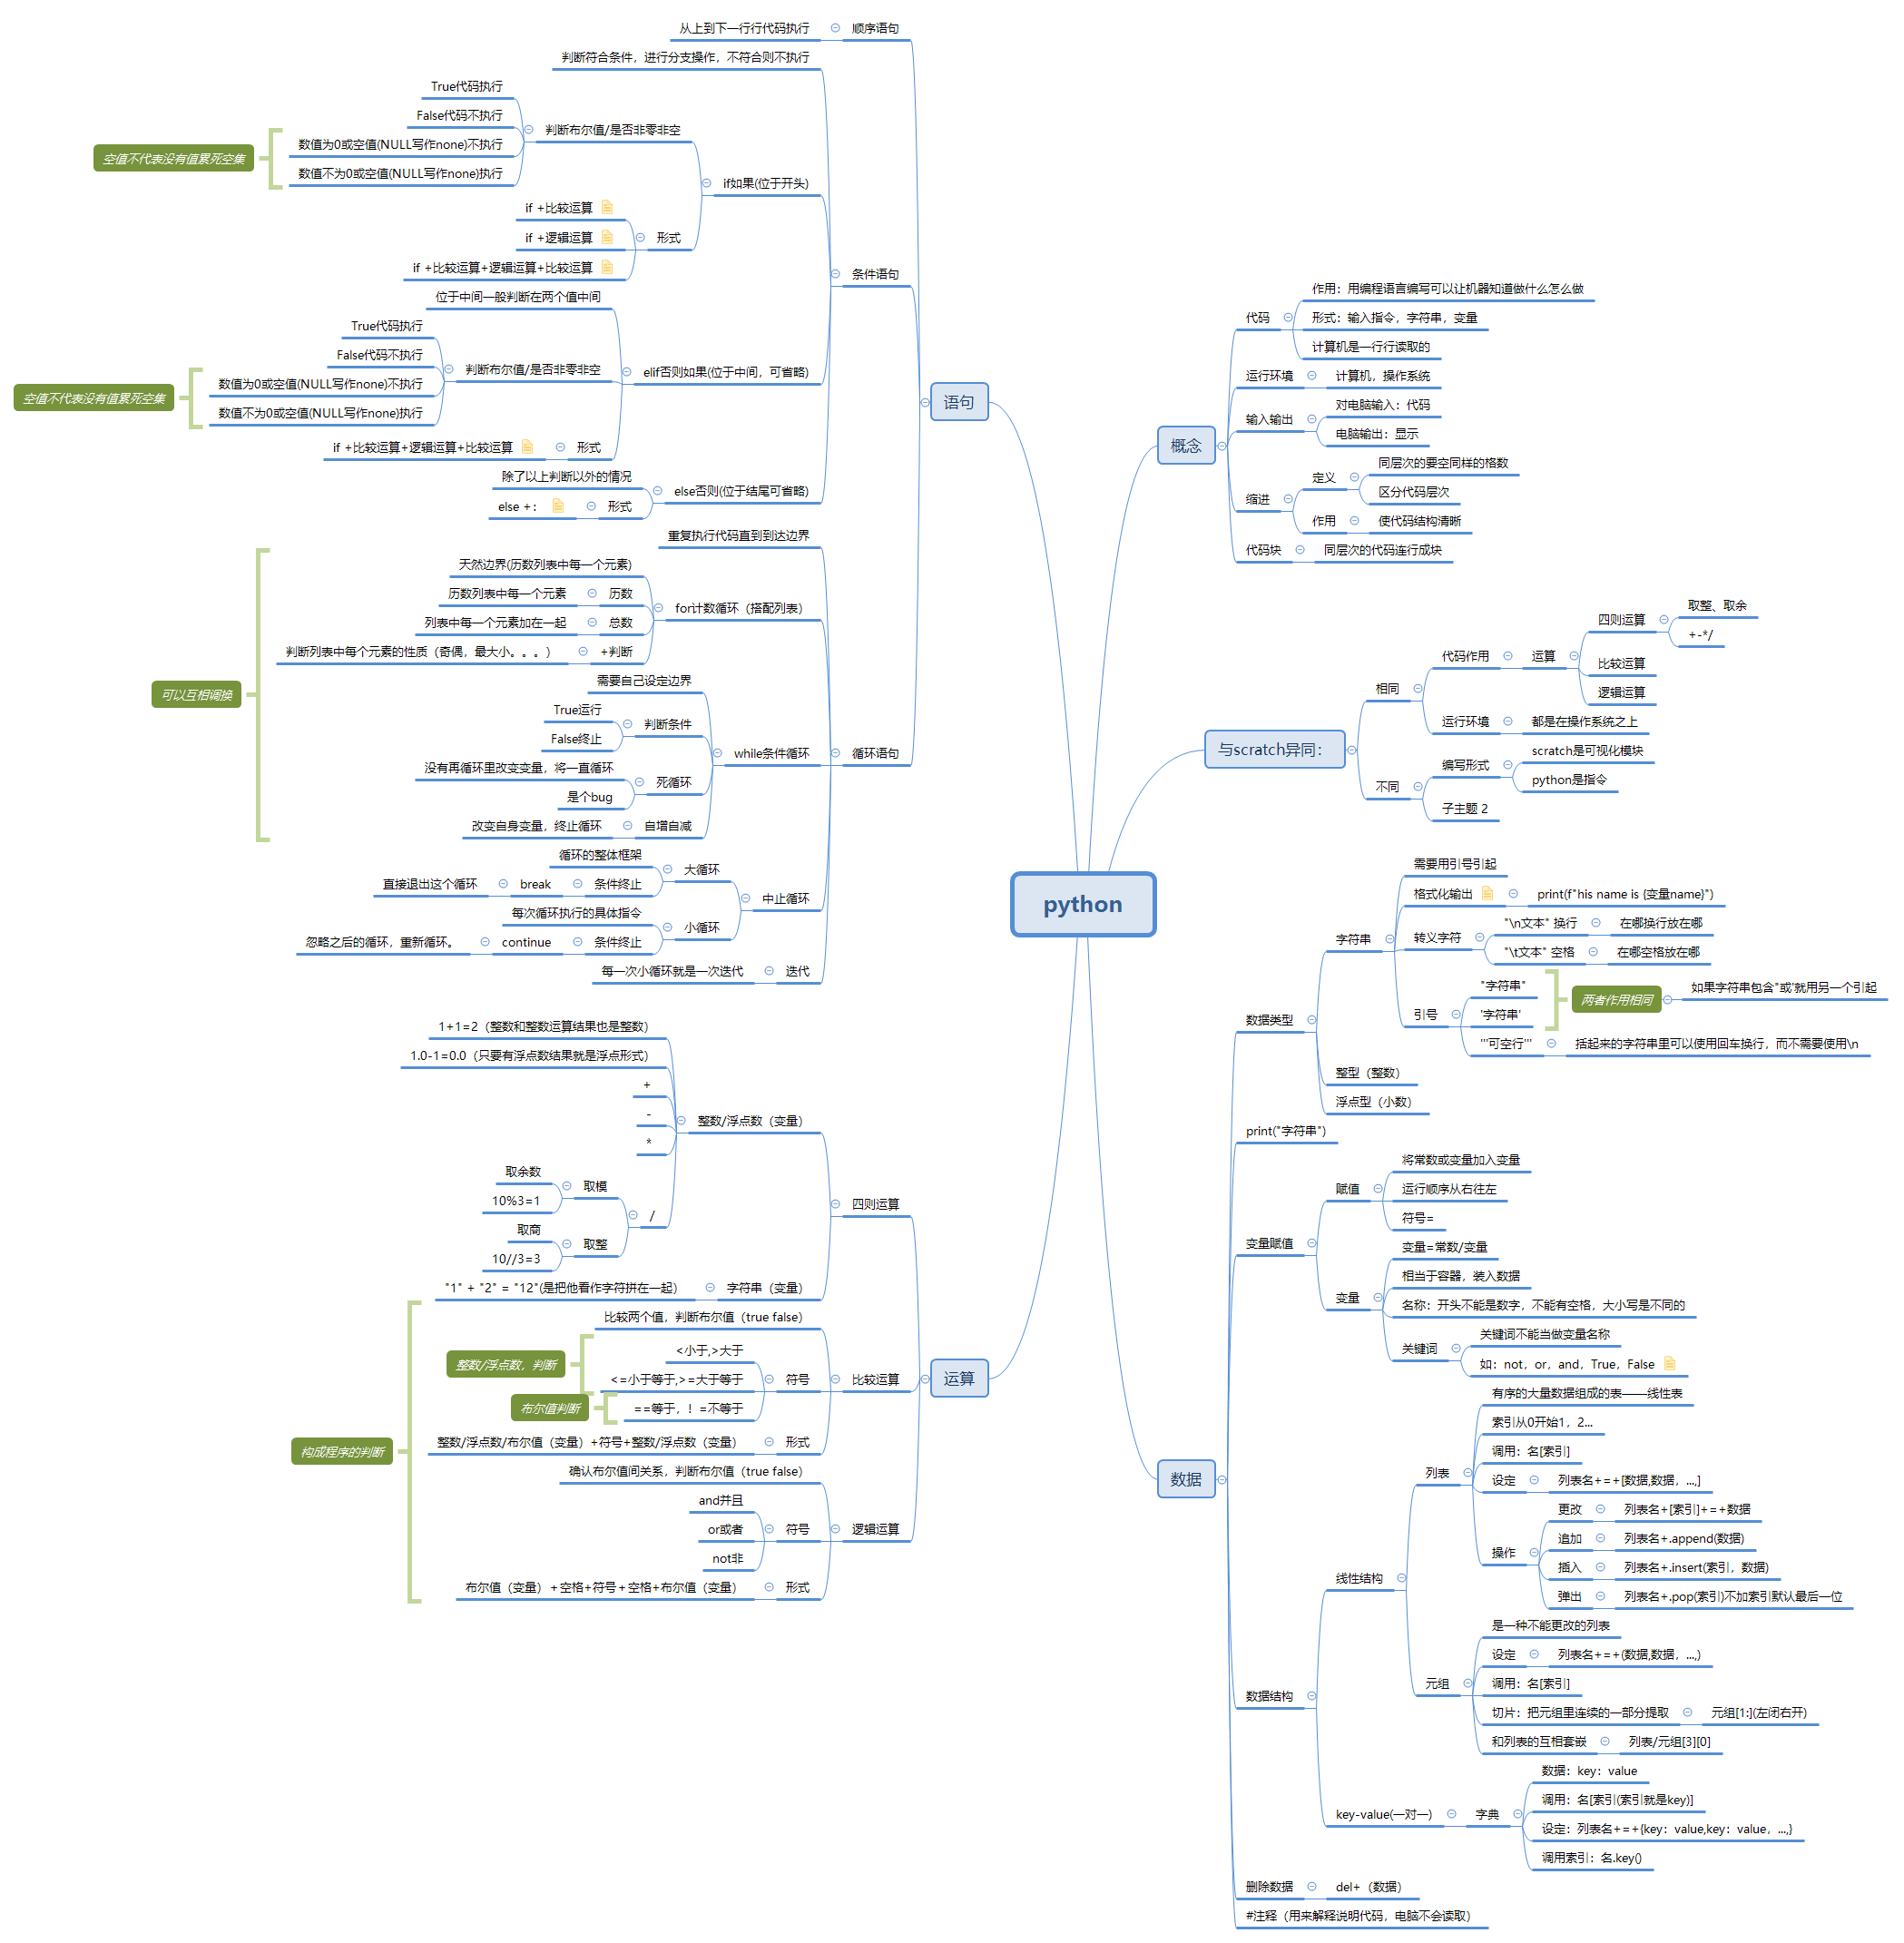 python
语句
顺序语句
从上到下一行行代码执行
条件语句
判断符合条件，进行分支操作，不符合则不执行
if如果(位于开头)
判断布尔值/是否非零非空
True代码执行
False代码不执行
数值为0或空值(NULL写作none)不执行
数值不为0或空值(NULL写作none)执行
空值不代表没有值累死空集
形式
if +比较运算
if +逻辑运算
if +比较运算+逻辑运算+比较运算
elif否则如果(位于中间，可省略)
位于中间一般判断在两个值中间
判断布尔值/是否非零非空
True代码执行
False代码不执行
数值为0或空值(NULL写作none)不执行
数值不为0或空值(NULL写作none)执行
空值不代表没有值累死空集
形式
if +比较运算+逻辑运算+比较运算
else否则(位于结尾可省略)
除了以上判断以外的情况
形式
else +：
循环语句
重复执行代码直到到达边界
for计数循环（搭配列表）
天然边界(历数列表中每一个元素)
历数
历数列表中每一个元素
总数
列表中每一个元素加在一起
+判断
判断列表中每个元素的性质（奇偶，最大小。。。）
while条件循环
需要自己设定边界
判断条件
True运行
False终止
死循环
没有再循环里改变变量，将一直循环
是个bug
自增自减
改变自身变量，终止循环
可以互相调换
中止循环
大循环
循环的整体框架
条件终止
break
直接退出这个循环
小循环
每次循环执行的具体指令
条件终止
continue
忽略之后的循环，重新循环。
迭代
每一次小循环就是一次迭代
运算
四则运算
整数/浮点数（变量）
1+1=2（整数和整数运算结果也是整数）
1.0-1=0.0（只要有浮点数结果就是浮点形式）
+
-
*
/
取模
取余数
10%3=1
取整
取商
10//3=3
字符串（变量）
"1" + "2" = "12"(是把他看作字符拼在一起）
比较运算
比较两个值，判断布尔值（true false）
符号
<小于,>大于
<=小于等于,>=大于等于
==等于，！=不等于
整数/浮点数，判断
布尔值判断
形式
整数/浮点数/布尔值（变量）+符号+整数/浮点数（变量）
逻辑运算
确认布尔值间关系，判断布尔值（true false）
符号
and并且
or或者
not非
形式
布尔值（变量）+空格+符号+空格+布尔值（变量）
构成程序的判断
概念
代码
作用：用编程语言编写可以让机器知道做什么怎么做
形式：输入指令，字符串，变量
计算机是一行行读取的
运行环境
计算机，操作系统
输入输出
对电脑输入：代码
电脑输出：显示
缩进
定义
同层次的要空同样的格数
区分代码层次
作用
使代码结构清晰
代码块
同层次的代码连行成块
与scratch异同：
相同
代码作用
运算
四则运算
取整、取余
+-*/
比较运算
逻辑运算
运行环境
都是在操作系统之上
不同
编写形式
scratch是可视化模块
python是指令
子主题 2
数据
数据类型
字符串
需要用引号引起
格式化输出
print(f"his name is {变量name}")
转义字符
"\n文本" 换行
在哪换行放在哪
"\t文本" 空格
在哪空格放在哪
引号
"字符串"
'字符串'
两者作用相同
如果字符串包含"或'就用另一个引起
'''可空行'''
括起来的字符串里可以使用回车换行，而不需要使用\n
整型（整数）
浮点型（小数）
print("字符串")
变量赋值
赋值
将常数或变量加入变量
运行顺序从右往左
符号=
变量
变量=常数/变量
相当于容器，装入数据
名称：开头不能是数字，不能有空格，大小写是不同的
关键词
关键词不能当做变量名称
如：not，or，and，True，False
数据结构
线性结构
列表
有序的大量数据组成的表——线性表
索引从0开始1，2...
调用：名[索引]
设定
列表名+=+[数据,数据，...,]
操作
更改
列表名+[索引]+=+数据
追加
列表名+.append(数据)
插入
列表名+.insert(索引，数据)
弹出
列表名+.pop(索引)不加索引默认最后一位
元组
是一种不能更改的列表
设定
列表名+=+(数据,数据，...,)
调用：名[索引]
切片：把元组里连续的一部分提取
元组[1:](左闭右开)
和列表的互相套嵌
列表/元组[3][0]
key-value(一对一)
字典
数据：key：value
调用：名[索引(索引就是key)]
设定：列表名+=+{key：value,key：value，...,}
调用索引：名.key()
删除数据
del+（数据）
#注释（用来解释说明代码，电脑不会读取）